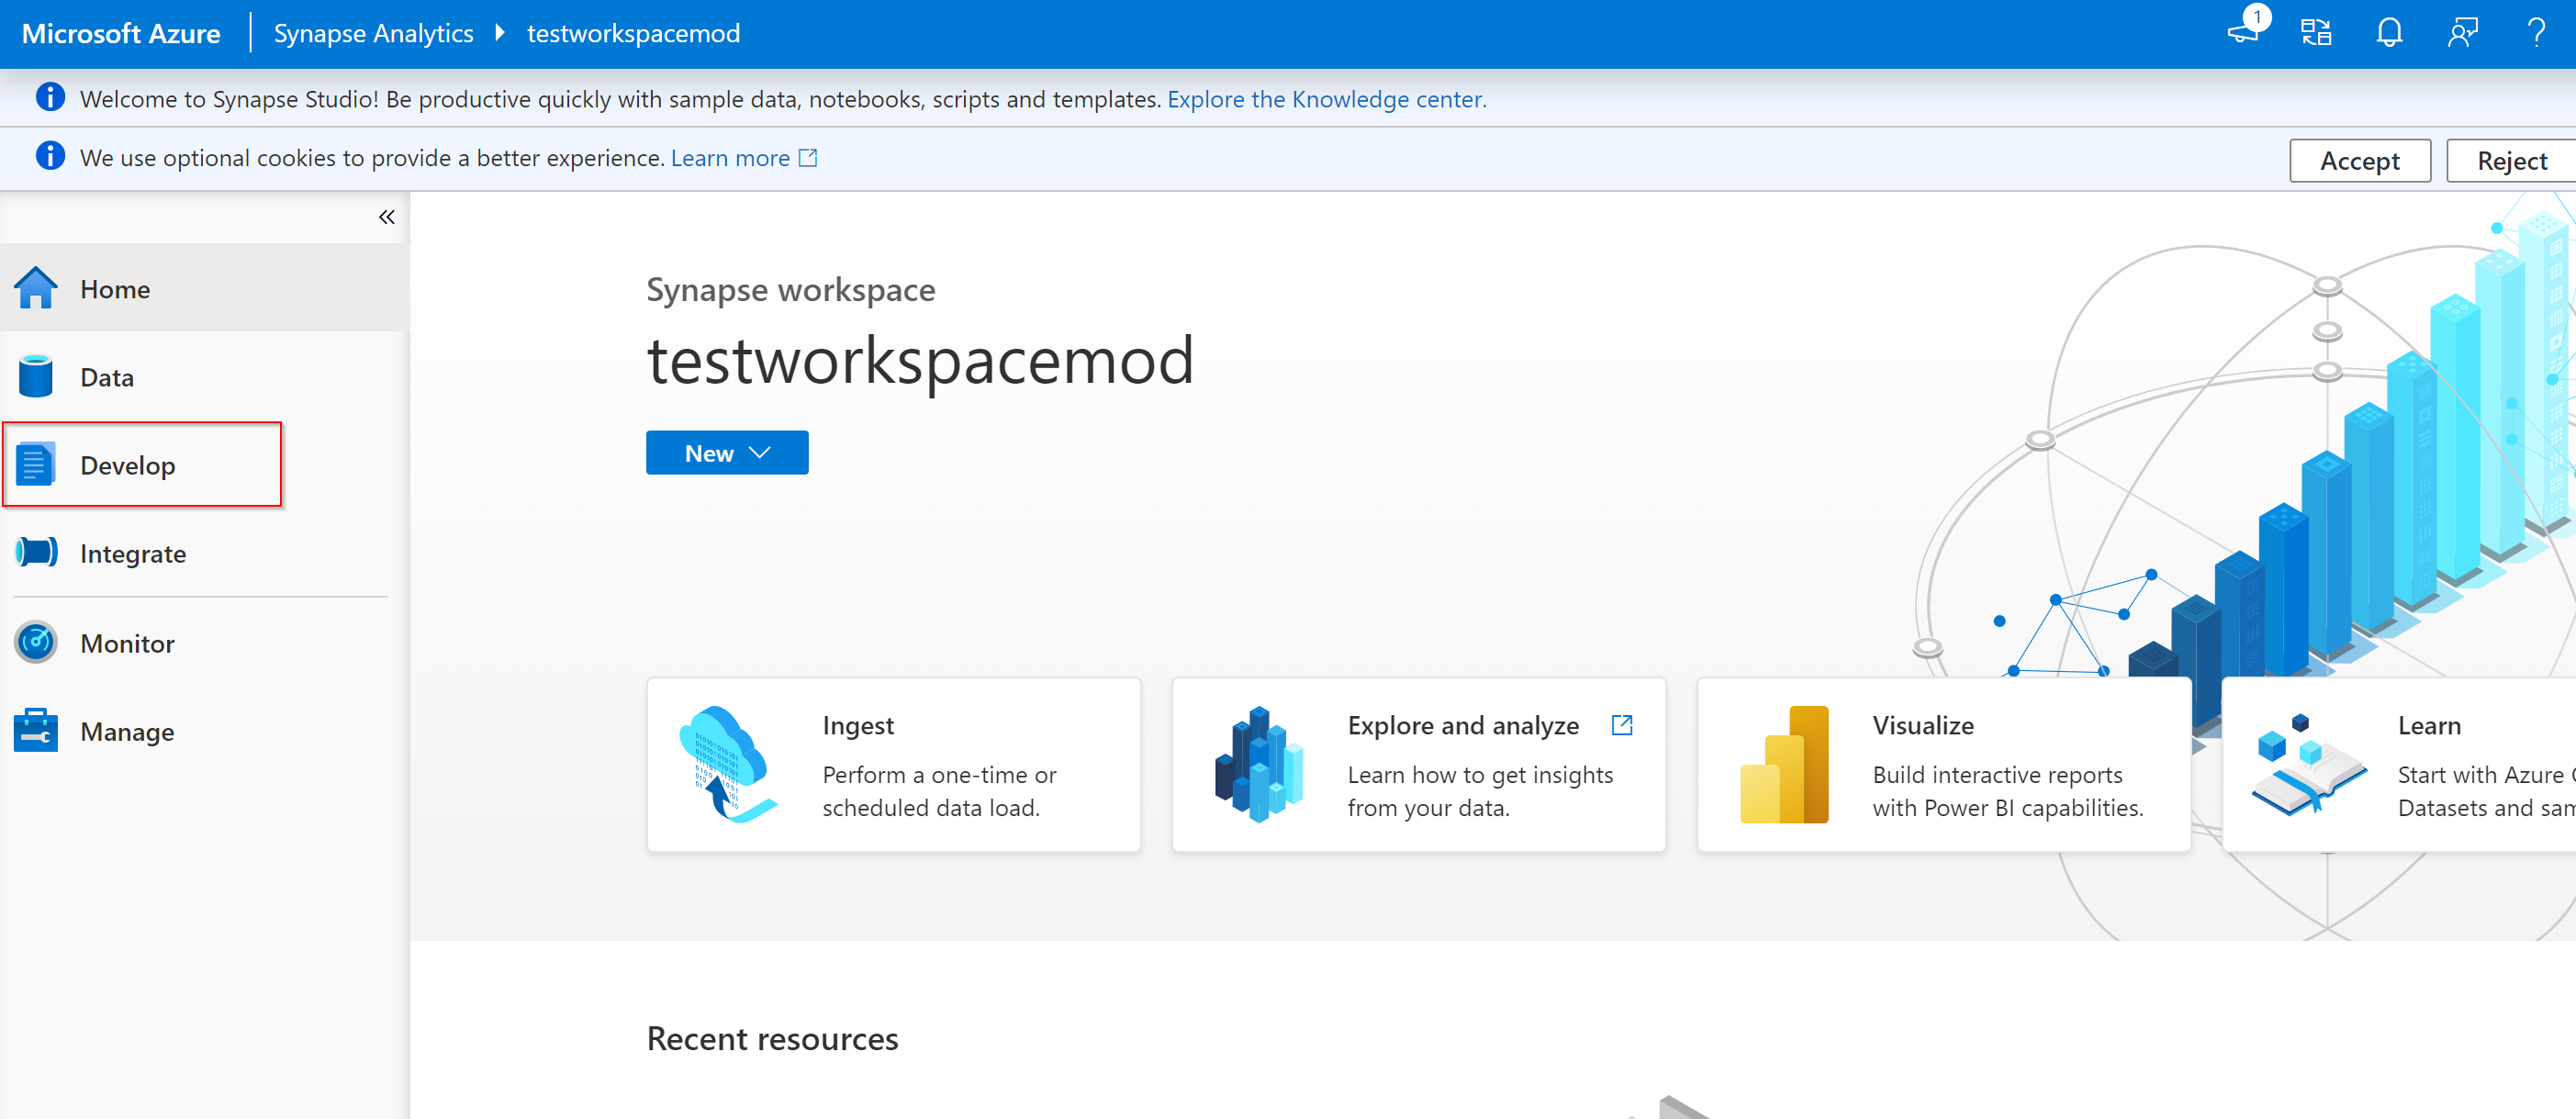 Microsoft Azure
Synapse Analytics
testworkspacemod
1
Welcome to Synapse Studio! Be productive quickly with sample data, notebooks, scripts and templates. Explore the Knowledge center.
We use optional cookies to provide a better experience. Learn more
Accept
Reject
Home
Data
Develop
Integrate
Monitor
Manage
Synapse workspace
testworkspacemod
New
Ingest
Perform a one-time or
scheduled data load.
Explore and analyze
Learn how to get insights
from your data.
Visualize
Build interactive reports
with Power BI capabilities.
Learn
Start with Azure
Datasets and sam
Recent resources